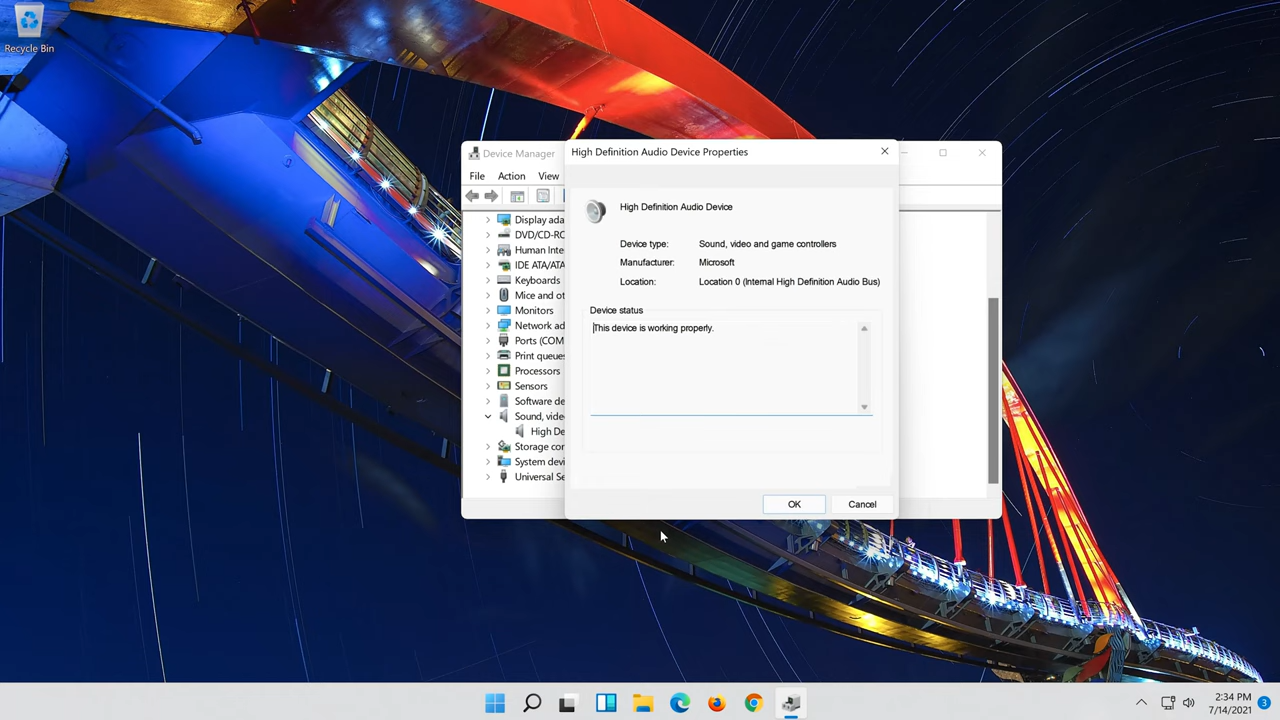 Recycle Bin
Device Manager
File Action View
Display ada
DVD/CD-RO
Human Inte
IDE ATA/ATA
Keyboards
Mice and ot
Monitors
Network ad
Ports (COM
Print queues
Processors
Sensors
Software de
Sound, vide
High De
Storage cor
System devi
Universal Se
High Definition Audio Device Properties
High Definition Audio Device
Device type: Sound, video and game controllers
Manufacturer: Microsoft
Location: Location 0 (Internal High Definition Audio Bus)
Device status
This device is working properly.
OK Cancel
2:34 PM
7/14/2021
3